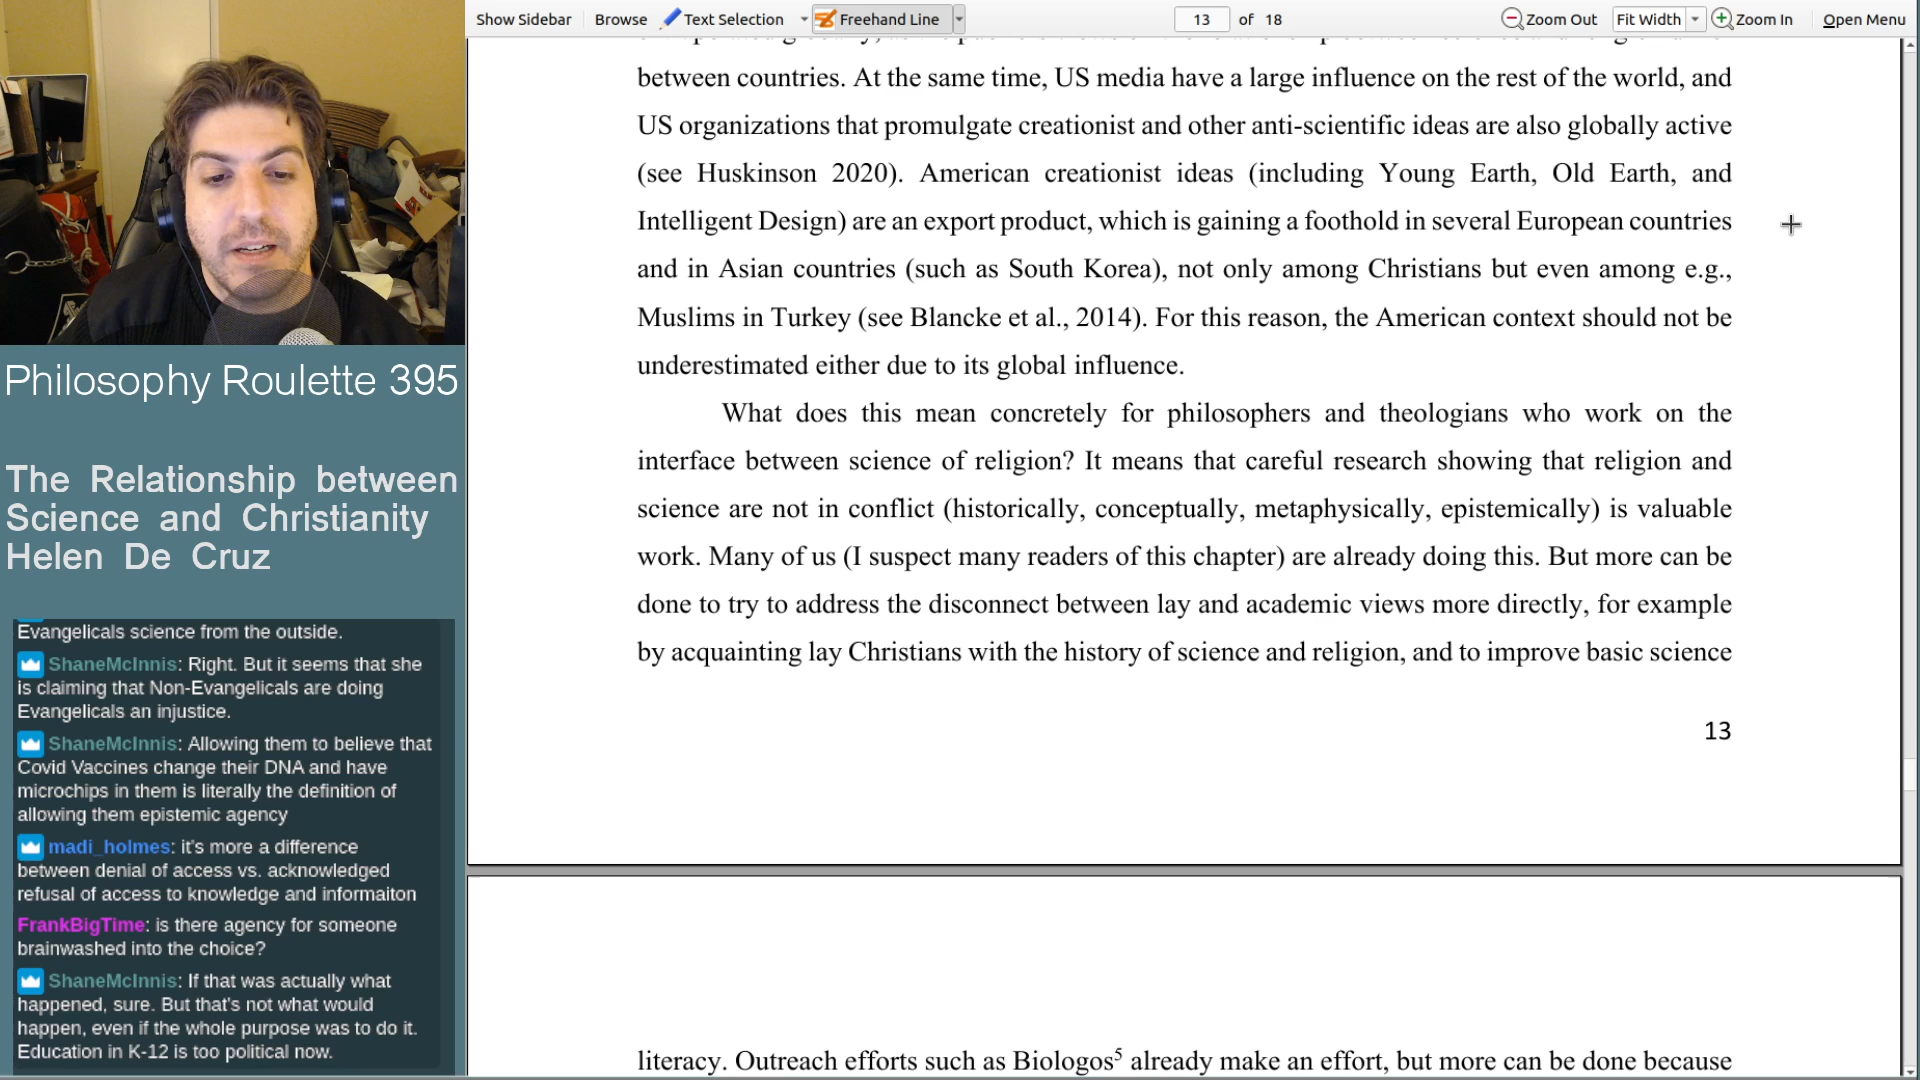 Show Sidebar Browse Text Selection Freehand Line 13 of 18 Zoom Out Fit Width Zoom In Open Menu
between countries. At the same time, US media have a large influence on the rest of the world, and
US organizations that promulgate creationist and other anti-scientific ideas are also globally active
(see Huskinson 2020). American creationist ideas (including Young Earth, Old Earth, and
Intelligent Design) are an export product, which is gaining a foothold in several European countries
and in Asian countries (such as South Korea), not only among Christians but even among e.g.,
Muslims in Turkey (see Blancke et al., 2014). For this reason, the American context should not be
underestimated either due to its global influence.
What does this mean concretely for philosophers and theologians who work on the
interface between science of religion? It means that careful research showing that religion and
science are not in conflict (historically, conceptually, metaphysically, epistemically) is valuable
work. Many of us (I suspect many readers of this chapter) are already doing this. But more can be
done to try to address the disconnect between lay and academic views more directly, for example
by acquainting lay Christians with the history of science and religion, and to improve basic science
13
literacy. Outreach efforts such as Biologos⁵ already make an effort, but more can be done because
Philosophy Roulette 395
The Relationship between
Science and Christianity
Helen De Cruz
Evangelicals science from the outside.
ShaneMcInnis: Right. But it seems that she
is claiming that Non-Evangelicals are doing
Evangelicals an injustice.
ShaneMcInnis: Allowing them to believe that
Covid Vaccines change their DNA and have
microchips in them is literally the definition of
allowing them epistemic agency
madi_holmes: it's more a difference
between denial of access vs. acknowledged
refusal of access to knowledge and informaiton
FrankBigTime: is there agency for someone
brainwashed into the choice?
ShaneMcInnis: If that was actually what
happened, sure. But that's not what would
happen, even if the whole purpose was to do it.
Education in K-12 is too political now.